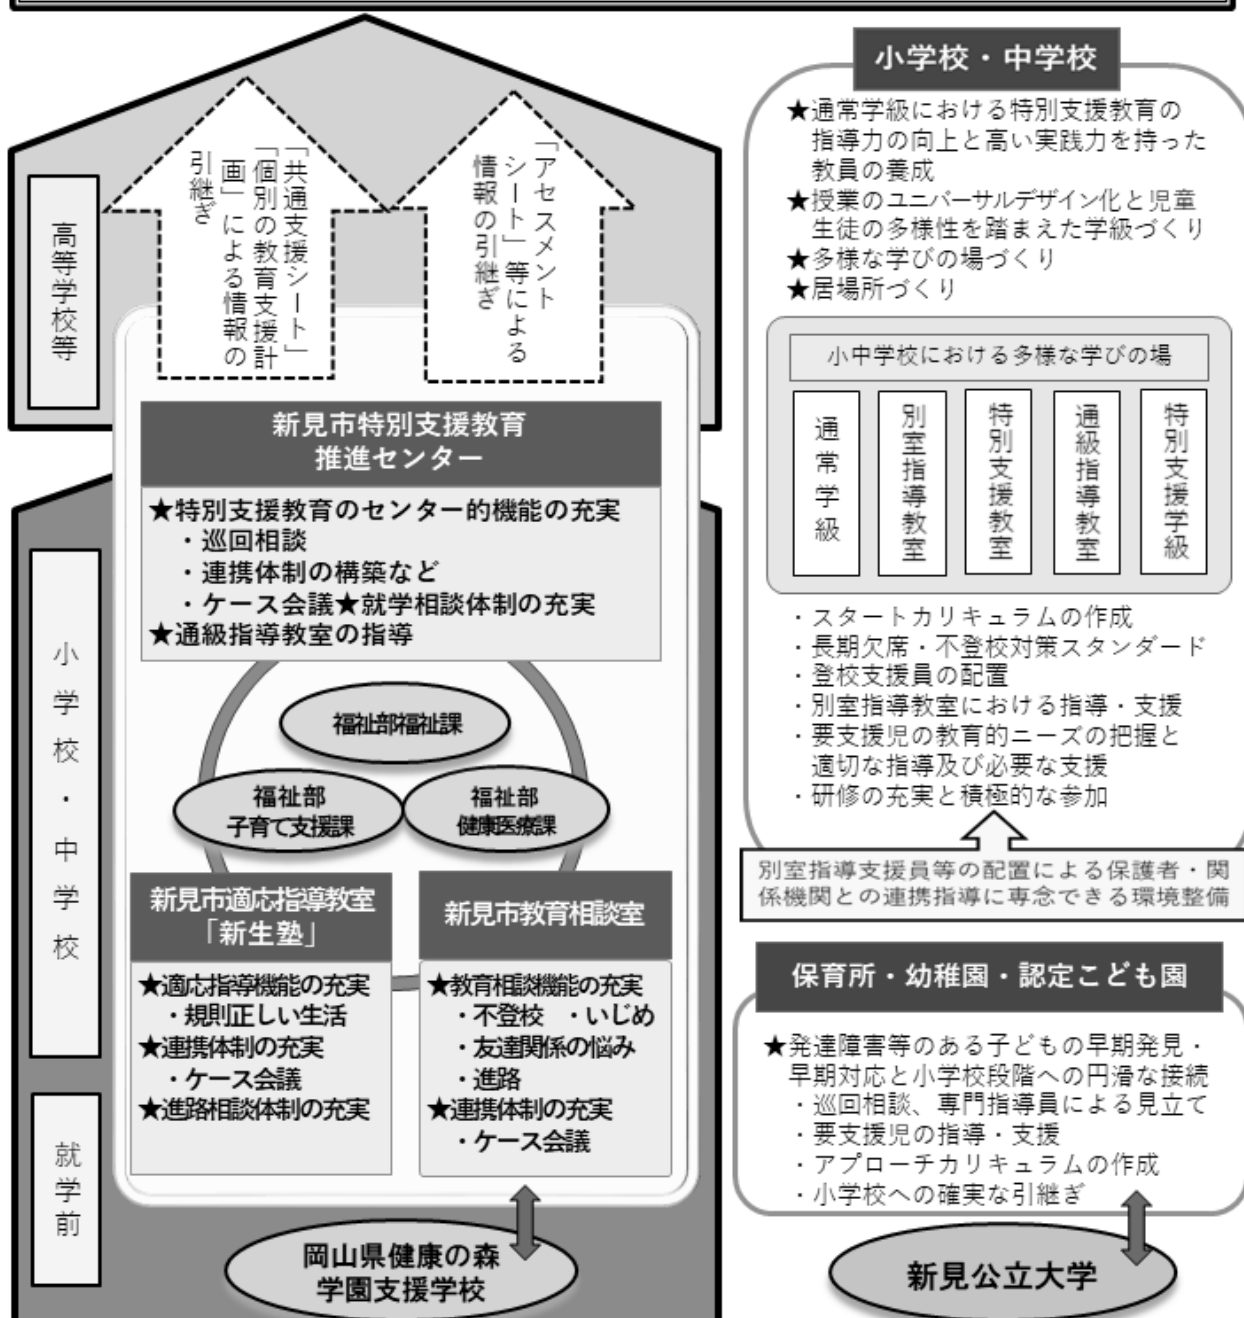 「共通支援シート」
「個別の教育支援計
画」による情報の
引継ぎ
「アセスメント
シート」等による
情報の引継ぎ
高等学校等
新見市特別支援教育
推進センター
★特別支援教育のセンター的機能の充実
・巡回相談
・連携体制の構築など
・ケース会議★就学相談体制の充実
★通級指導教室の指導
小学校・中学校
福祉部福祉課
福祉部
子育て支援課
福祉部
健康医療課
新見市適応指導教室
「新生塾」
★適応指導機能の充実
・規則正しい生活
★連携体制の充実
・ケース会議
★進路相談体制の充実
新見市教育相談室
★教育相談機能の充実
・不登校 ・いじめ
・友達関係の悩み
・進路
★連携体制の充実
・ケース会議
就学前
岡山県健康の森
学園支援学校
小学校・中学校
★通常学級における特別支援教育の
指導力の向上と高い実践力を持った
教員の養成
★授業のユニバーサルデザイン化と児童
生徒の多様性を踏まえた学級づくり
★多様な学びの場づくり
★居場所づくり
小中学校における多様な学びの場
通常学級
別室指導教室
特別支援教室
通級指導教室
特別支援学級
・スタートカリキュラムの作成
・長期欠席・不登校対策スタンダード
・登校支援員の配置
・別室指導教室における指導・支援
・要支援児の教育的ニーズの把握と
適切な指導及び必要な支援
・研修の充実と積極的な参加
別室指導支援員等の配置による保護者・関
係機関との連携指導に専念できる環境整備
保育所・幼稚園・認定こども園
★発達障害等のある子どもの早期発見・
早期対応と小学校段階への円滑な接続
・巡回相談、専門指導員による見立て
・要支援児の指導・支援
・アプローチカリキュラムの作成
・小学校への確実な引継ぎ
新見公立大学